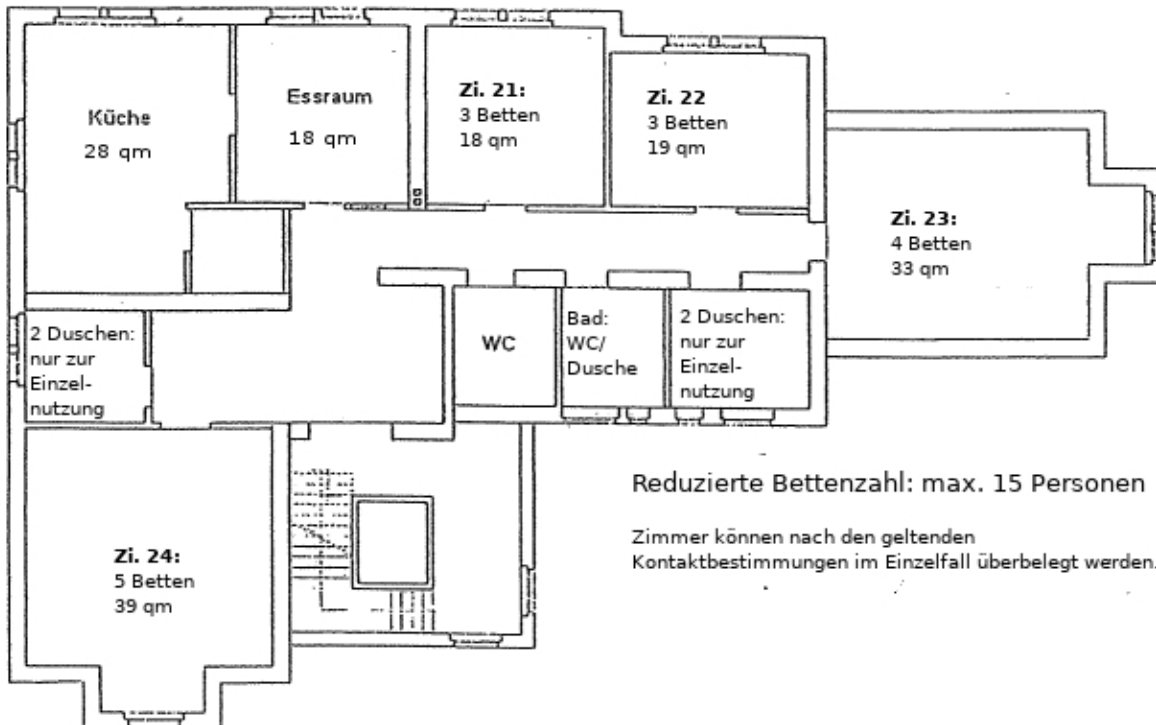 Küche
28 qm
Essraum
18 qm
Zi. 21:
3 Betten
18 qm
Zi. 22
3 Betten
19 qm
Zi. 23:
4 Betten
33 qm
2 Duschen:
nur zur
Einzel-
nutzung
WC
Bad:
WC/
Dusche
2 Duschen:
nur zur
Einzel-
nutzung
Zi. 24:
5 Betten
39 qm
Reduzierte Bettenzahl: max. 15 Personen
Zimmer können nach den geltenden
Kontaktbestimmungen im Einzelfall überbelegt werden.